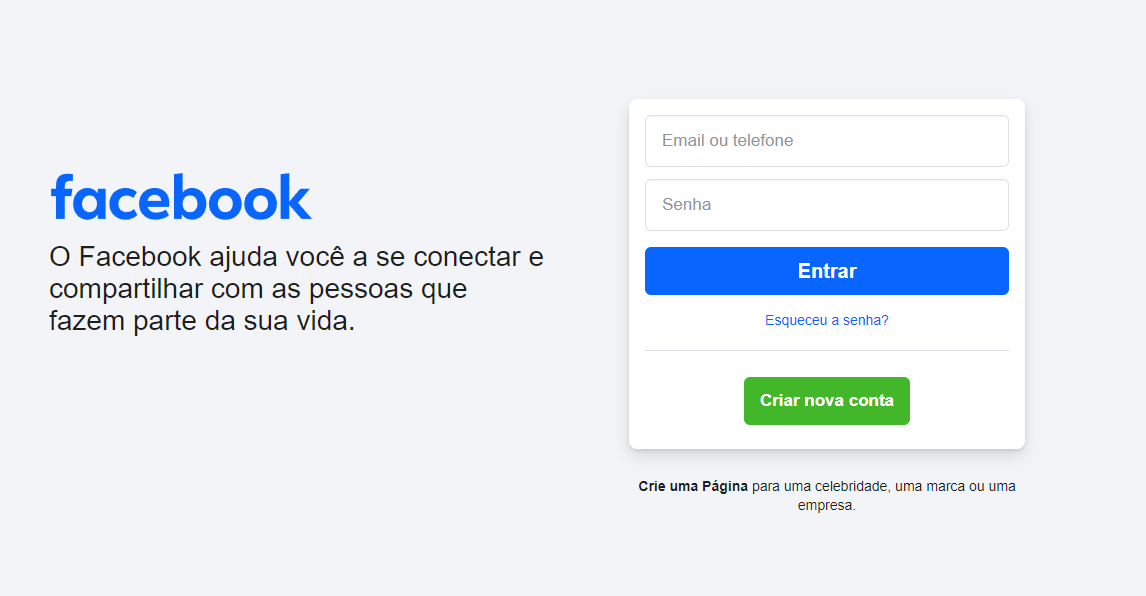 facebook
O Facebook ajuda você a se conectar e
compartilhar com as pessoas que
fazem parte da sua vida.
Email ou telefone
Senha
Entrar
Esqueceu a senha?
Criar nova conta
Crie uma Página para uma celebridade, uma marca ou uma
empresa.